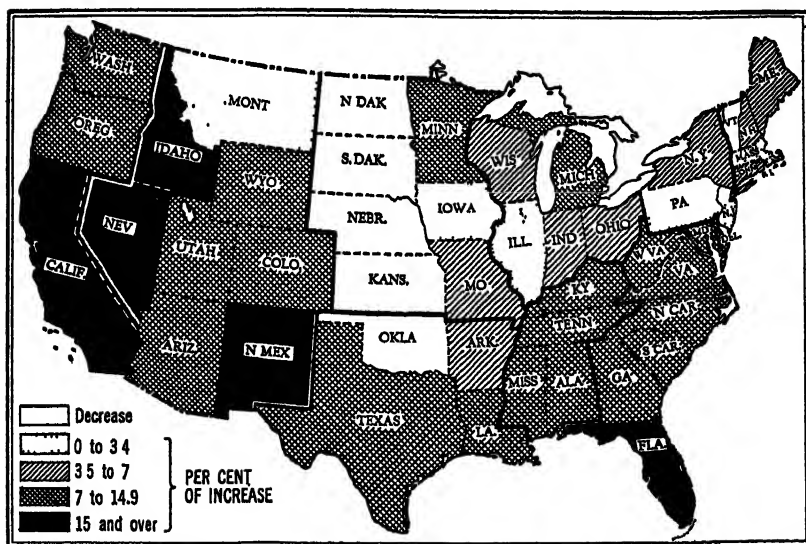 WASH
MONT
N DAK
MINN
ME.
OREG.
IDAHO
S. DAK.
WIS
MICH
N.Y.
VT.
N.H.
MASS
WYO
NEBR.
IOWA
PA
N.J.
NEV
UTAH
COLO.
ILL.
IND
OHIO
W VA
VA.
CALIF
KANS.
MO
KY
N CAR.
ARIZ
N MEX
OKLA
ARK.
TENN
S CAR.
MISS
ALA.
GA
TEXAS
LA.
FLA.
Decrease
0 to 3 4
3 5 to 7
7 to 14.9
15 and over
PER CENT
OF INCREASE